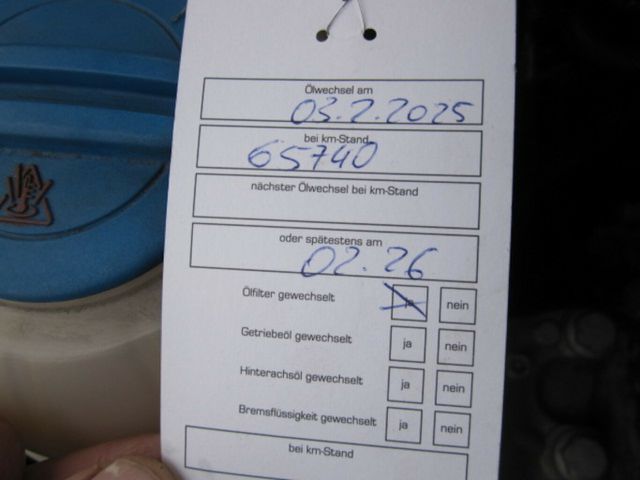 Ölwechsel am
03.2.2025
bei km-Stand
65740
nächster Ölwechsel bei km-Stand
oder spätestens am
02.26
Ölfilter gewechselt ja nein
Getriebeöl gewechselt ja nein
Hinterachsöl gewechselt ja nein
Bremsflüssigkeit gewechselt ja nein
bei km-Stand